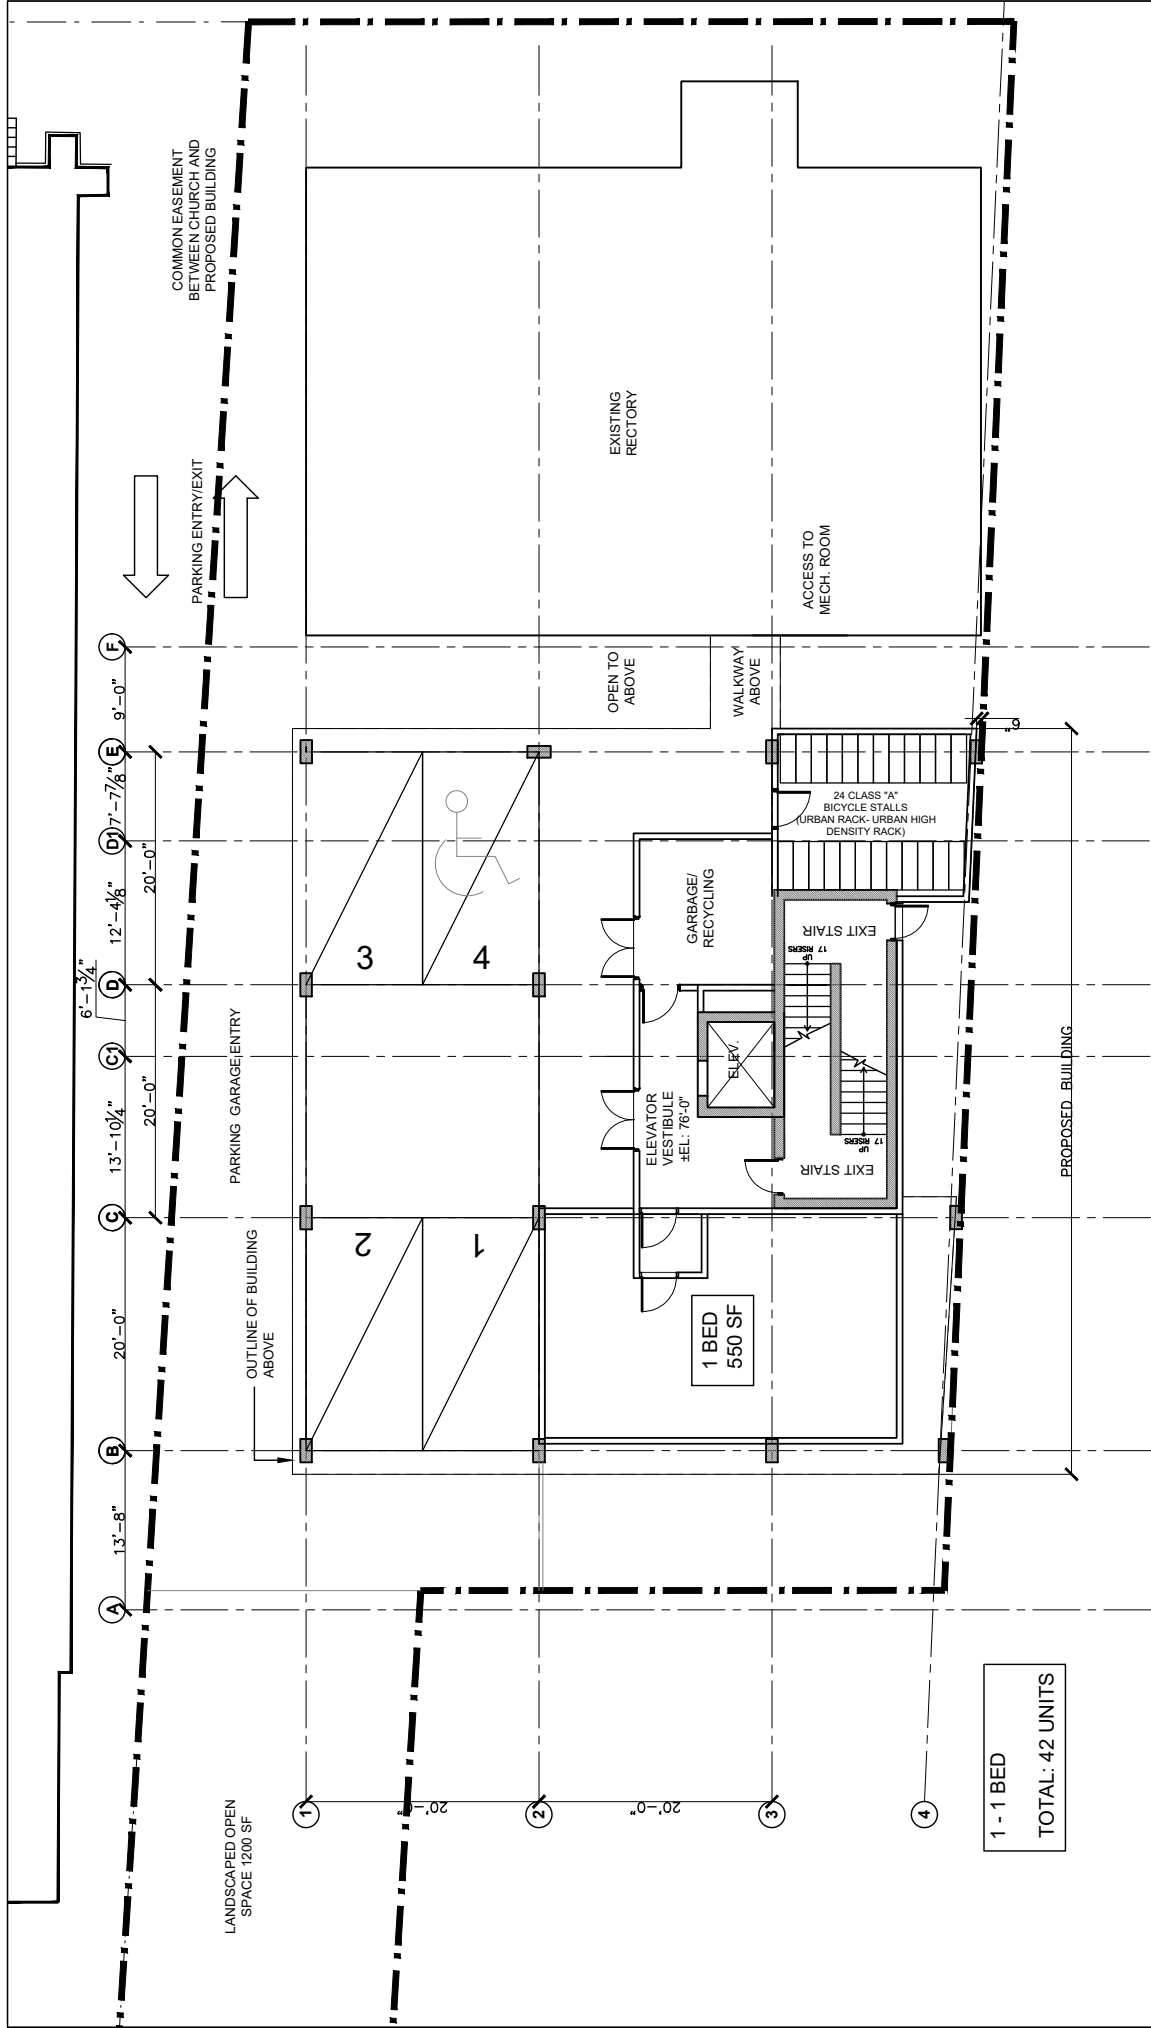 COMMON EASEMENT
BETWEEN CHURCH AND
PROPOSED BUILDING
PARKING ENTRY/EXIT
EXISTING
RECTORY
ACCESS TO
MECH. ROOM
OPEN TO
ABOVE
WALKWAY
ABOVE
F
9'-0"
E
7'-7⅞"
D1
12'-4⅛"
D
6'-1¾"
C1
13'-10¼"
C
20'-0"
B
13'-8"
A
20'-0"
20'-0"
6"
24 CLASS "A"
BICYCLE STALLS
(URBAN RACK- URBAN HIGH
DENSITY RACK)
3
4
GARBAGE/
RECYCLING
EXIT STAIR
UP
17 RISERS
PARKING GARAGE ENTRY
ELEV.
ELEVATOR
VESTIBULE
±EL: 76'-0"
UP
17 RISERS
EXIT STAIR
PROPOSED BUILDING
2
1
OUTLINE OF BUILDING
ABOVE
1 BED
550 SF
LANDSCAPED OPEN
SPACE 1200 SF
1
20'-0"
2
20'-0"
3
4
1 - 1 BED
TOTAL: 42 UNITS